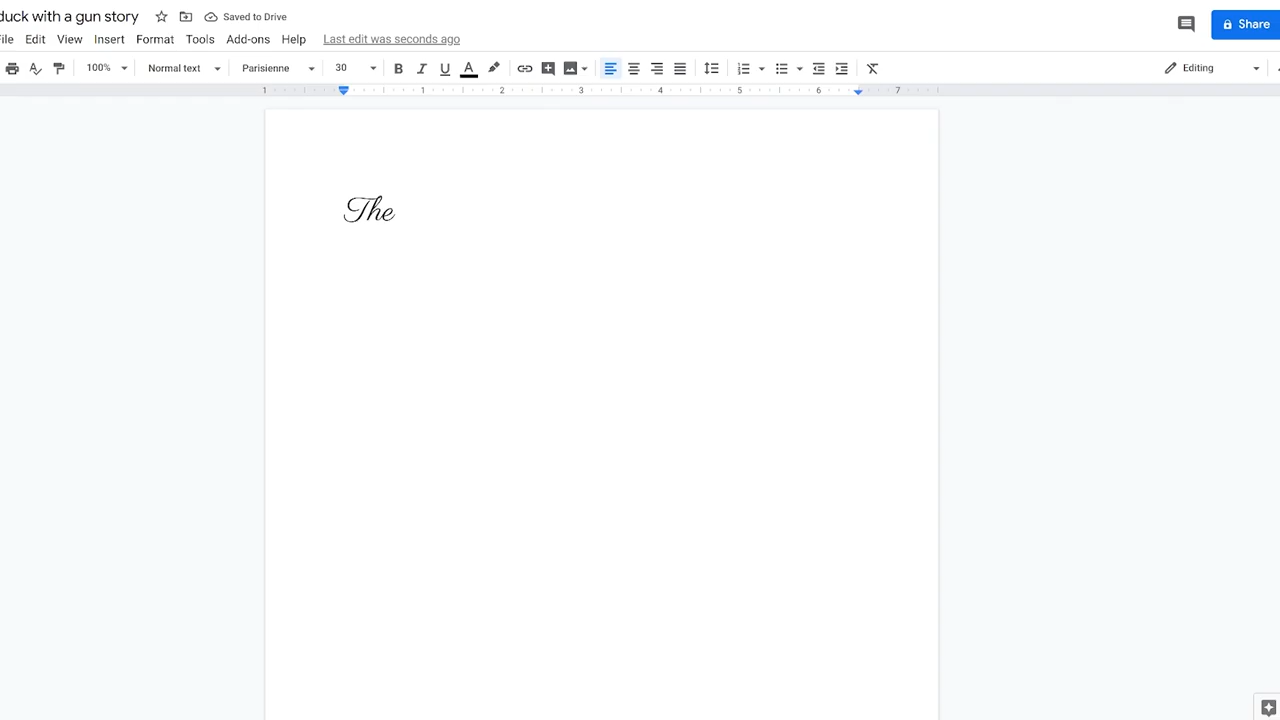 duck with a gun story Saved to Drive
File Edit View Insert Format Tools Add-ons Help Last edit was seconds ago
Share
100% Normal text Parisienne 30 B I U A Editing
1 1 2 3 4 5 6 7
The